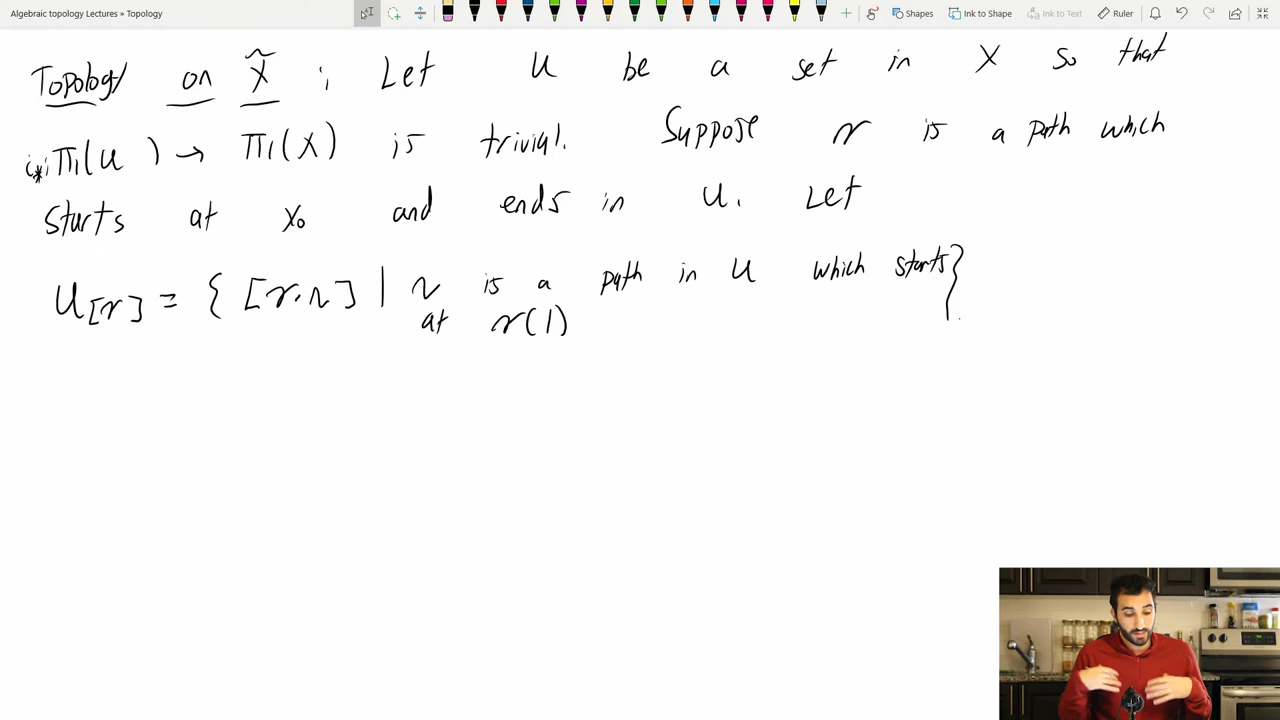 Algebraic topology Lectures - Topology
Shapes Ink to Shape Ink to Text Ruler
Topology on X̃ : Let U be a set in X so that
i_*: π₁(U) → π₁(X) is trivial. Suppose γ is a path which
starts at x₀ and ends in U. Let
U[γ] = { [γ·η] | η is a path in U which starts }
at γ(1)